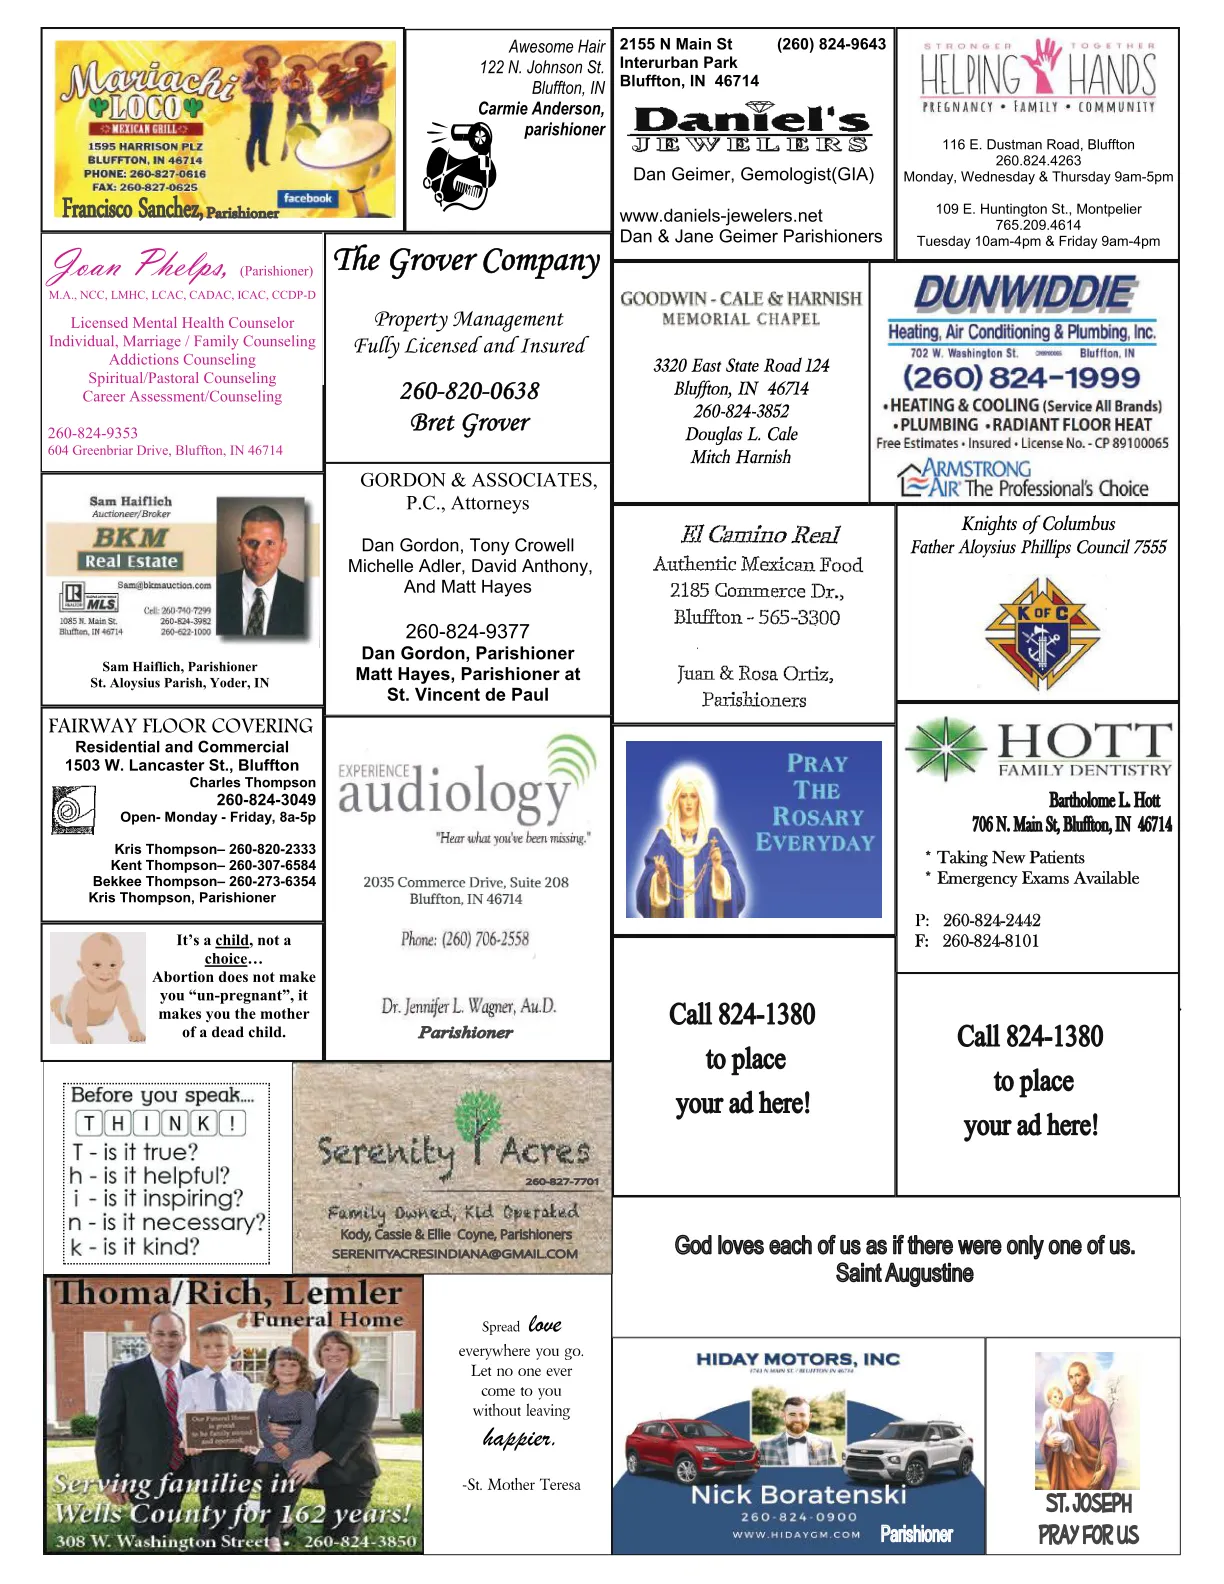 Mariachi
LOCO
MEXICAN GRILL
1595 HARRISON PLZ
BLUFFTON, IN 46714
PHONE: 260-827-0616
FAX: 260-827-0625
facebook
Francisco Sanchez, Parishioner
Awesome Hair
122 N. Johnson St.
Bluffton, IN
Carmie Anderson,
parishioner
2155 N Main St (260) 824-9643
Interurban Park
Bluffton, IN 46714
Daniel's
JEWELERS
Dan Geimer, Gemologist(GIA)
www.daniels-jewelers.net
Dan & Jane Geimer Parishioners
STRONGER TOGETHER
HELPING HANDS
PREGNANCY • FAMILY • COMMUNITY
116 E. Dustman Road, Bluffton
260.824.4263
Monday, Wednesday & Thursday 9am-5pm
109 E. Huntington St., Montpelier
765.209.4614
Tuesday 10am-4pm & Friday 9am-4pm
Joan Phelps, (Parishioner)
M.A., NCC, LMHC, LCAC, CADAC, ICAC, CCDP-D
Licensed Mental Health Counselor
Individual, Marriage / Family Counseling
Addictions Counseling
Spiritual/Pastoral Counseling
Career Assessment/Counseling
260-824-9353
604 Greenbriar Drive, Bluffton, IN 46714
The Grover Company
Property Management
Fully Licensed and Insured
260-820-0638
Bret Grover
GOODWIN - CALE & HARNISH
MEMORIAL CHAPEL
3320 East State Road 124
Bluffton, IN 46714
260-824-3852
Douglas L. Cale
Mitch Harnish
DUNWIDDIE
Heating, Air Conditioning & Plumbing, Inc.
702 W. Washington St. Bluffton, IN
(260) 824-1999
• HEATING & COOLING (Service All Brands)
• PLUMBING • RADIANT FLOOR HEAT
Free Estimates • Insured • License No. - CP 89100065
ARMSTRONG
AIR The Professional's Choice
Sam Haiflich
Auctioneer/Broker
BKM
Real Estate
Sam@bkmauction.com
REALTOR MLS
Cell: 260-740-7299
1085 N. Main St. 260-824-3982
Bluffton, IN 46714 260-622-1000
Sam Haiflich, Parishioner
St. Aloysius Parish, Yoder, IN
GORDON & ASSOCIATES,
P.C., Attorneys
Dan Gordon, Tony Crowell
Michelle Adler, David Anthony,
And Matt Hayes
260-824-9377
Dan Gordon, Parishioner
Matt Hayes, Parishioner at
St. Vincent de Paul
El Camino Real
Authentic Mexican Food
2185 Commerce Dr.,
Bluffton - 565-3300
Juan & Rosa Ortiz,
Parishioners
Knights of Columbus
Father Aloysius Phillips Council 7555
K OF C
FAIRWAY FLOOR COVERING
Residential and Commercial
1503 W. Lancaster St., Bluffton
Charles Thompson
260-824-3049
Open- Monday - Friday, 8a-5p
Kris Thompson– 260-820-2333
Kent Thompson– 260-307-6584
Bekkee Thompson– 260-273-6354
Kris Thompson, Parishioner
EXPERIENCE
audiology
"Hear what you've been missing."
2035 Commerce Drive, Suite 208
Bluffton, IN 46714
Phone: (260) 706-2558
Dr. Jennifer L. Wagner, Au.D.
Parishioner
PRAY
THE
ROSARY
EVERYDAY
HOTT
FAMILY DENTISTRY
Bartholome L. Hott
706 N. Main St, Bluffton, IN 46714
* Taking New Patients
* Emergency Exams Available
P: 260-824-2442
F: 260-824-8101
It's a child, not a
choice…
Abortion does not make
you “un-pregnant”, it
makes you the mother
of a dead child.
Call 824-1380
to place
your ad here!
Call 824-1380
to place
your ad here!
Before you speak....
THINK!
T - is it true?
h - is it helpful?
i - is it inspiring?
n - is it necessary?
k - is it kind?
Serenity Acres
260-827-7701
Family Owned, Kid Operated
Kody, Cassie & Ellie Coyne, Parishioners
SERENITYACRESINDIANA@GMAIL.COM
God loves each of us as if there were only one of us.
Saint Augustine
Thoma/Rich, Lemler
Funeral Home
Our Funeral Home
is proud
to be family owned
and operated.
Serving families in
Wells County for 162 years!
308 W. Washington Street • 260-824-3850
Spread love
everywhere you go.
Let no one ever
come to you
without leaving
happier.
-St. Mother Teresa
HIDAY MOTORS, INC
1743 N MAIN ST / BLUFFTON IN 46714
Nick Boratenski
260-824-0900
WWW.HIDAYGM.COM Parishioner
ST. JOSEPH
PRAY FOR US